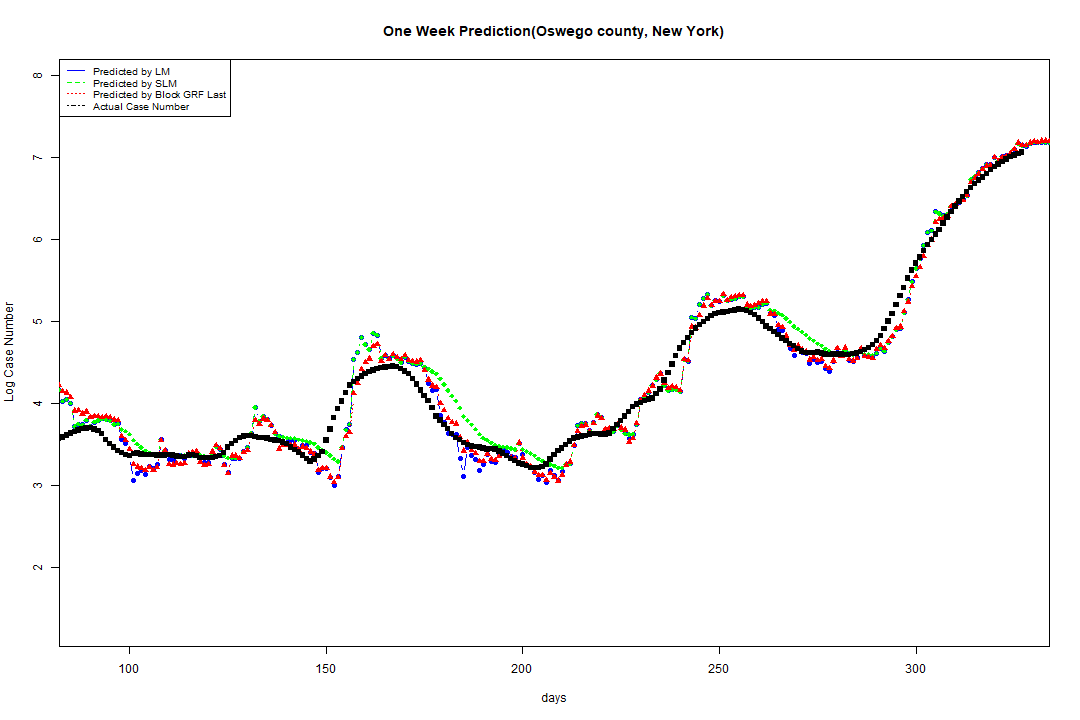 One Week Prediction(Oswego county, New York)
Predicted by LM
Predicted by SLM
Predicted by Block GRF Last
Actual Case Number
8
7
6
5
4
3
2
Log Case Number
100 150 200 250 300
days